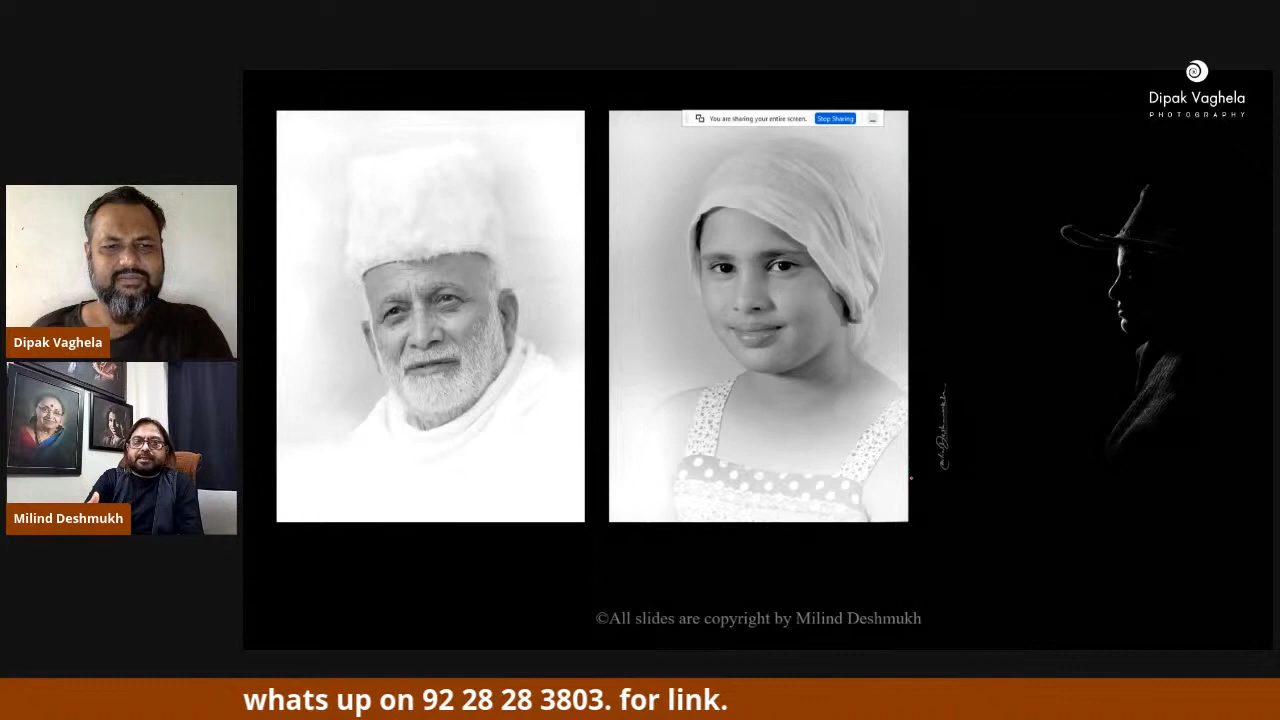 Dipak Vaghela
PHOTOGRAPHY
You are sharing your entire screen.
Stop Sharing
Dipak Vaghela
Milind Deshmukh
©All slides are copyright by Milind Deshmukh
whats up on 92 28 28 3803. for link.